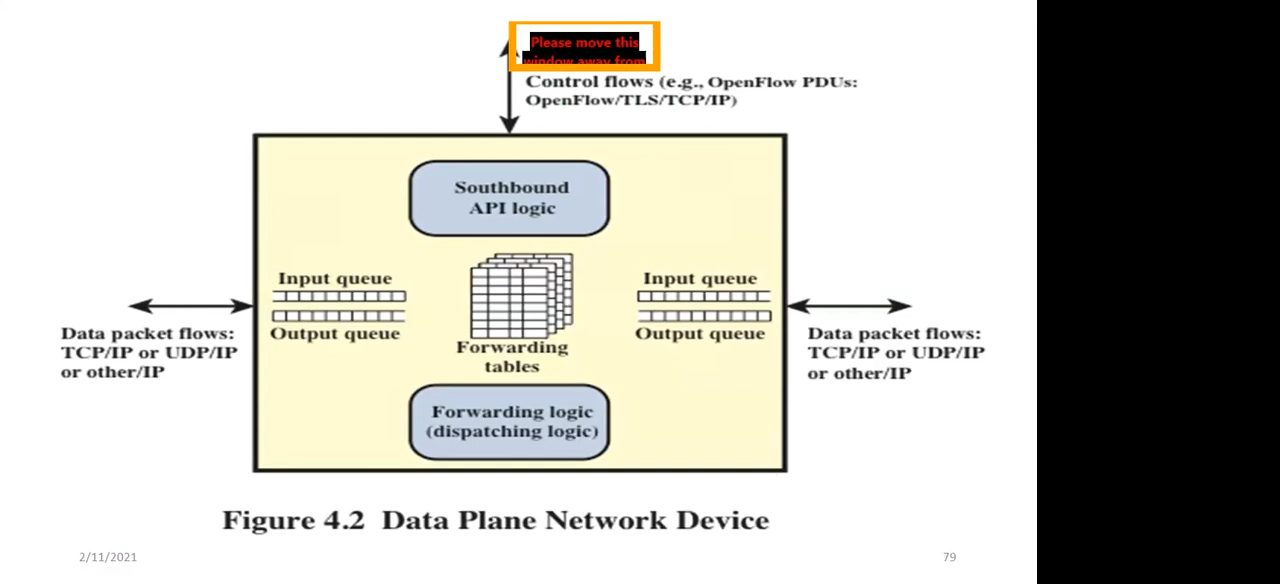 Please move this
window away from
Control flows (e.g., OpenFlow PDUs:
OpenFlow/TLS/TCP/IP)
Southbound
API logic
Input queue
Output queue
Forwarding
tables
Input queue
Output queue
Data packet flows:
TCP/IP or UDP/IP
or other/IP
Data packet flows:
TCP/IP or UDP/IP
or other/IP
Forwarding logic
(dispatching logic)
Figure 4.2 Data Plane Network Device
2/11/2021
79